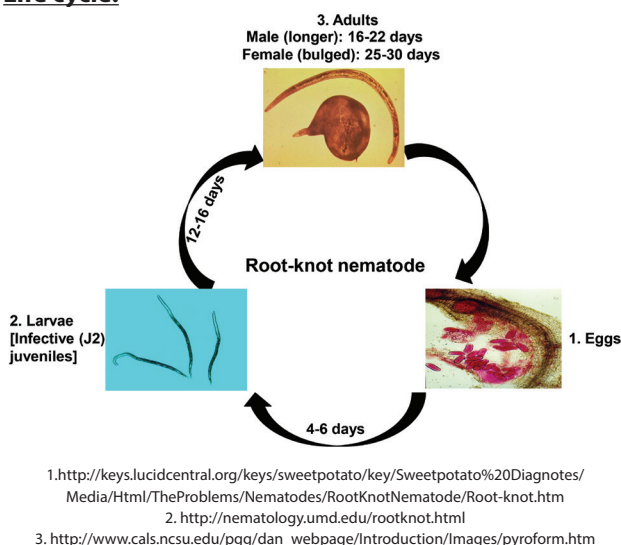 Life cycle:
3. Adults
Male (longer): 16-22 days
Female (bulged): 25-30 days
12-16 days
Root-knot nematode
2. Larvae
[Infective (J2)
juveniles]
1. Eggs
4-6 days
1.http://keys.lucidcentral.org/keys/sweetpotato/key/Sweetpotato%20Diagnotes/
Media/Html/TheProblems/Nematodes/RootKnotNematode/Root-knot.htm
2. http://nematology.umd.edu/rootknot.html
3. http://www.cals.ncsu.edu/pgg/dan_webpage/Introduction/Images/pyroform.htm